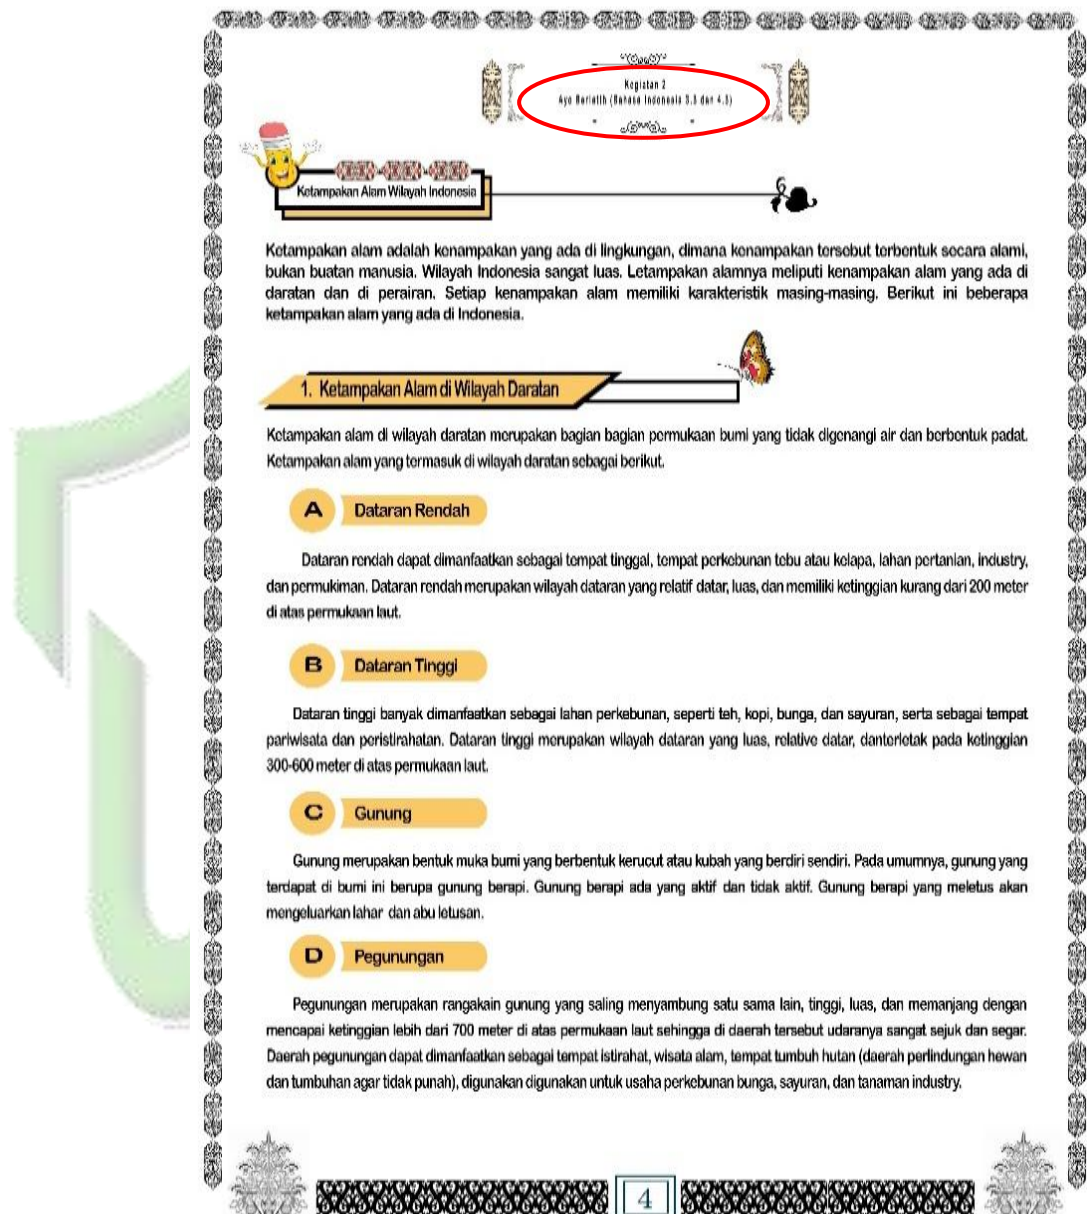 Kegiatan 2
Ayo Berlatih (Bahasa Indonesia 3.3 dan 4.3)
Ketampakan Alam Wilayah Indonesia
Ketampakan alam adalah kenampakan yang ada di lingkungan, dimana kenampakan tersebut terbentuk secara alami,
bukan buatan manusia. Wilayah Indonesia sangat luas. Letampakan alamnya meliputi kenampakan alam yang ada di
daratan dan di perairan. Setiap kenampakan alam memiliki karakteristik masing-masing. Berikut ini beberapa
ketampakan alam yang ada di Indonesia.
1. Ketampakan Alam di Wilayah Daratan
Ketampakan alam di wilayah daratan merupakan bagian bagian permukaan bumi yang tidak digenangi air dan berbentuk padat.
Ketampakan alam yang termasuk di wilayah daratan sebagai berikut.
A Dataran Rendah
Dataran rendah dapat dimanfaatkan sebagai tempat tinggal, tempat perkebunan tebu atau kelapa, lahan pertanian, industry,
dan permukiman. Dataran rendah merupakan wilayah dataran yang relatif datar, luas, dan memiliki ketinggian kurang dari 200 meter
di atas permukaan laut.
B Dataran Tinggi
Dataran tinggi banyak dimanfaatkan sebagai lahan perkebunan, seperti teh, kopi, bunga, dan sayuran, serta sebagai tempat
pariwisata dan peristirahatan. Dataran tinggi merupakan wilayah dataran yang luas, relative datar, danterletak pada ketinggian
300-600 meter di atas permukaan laut.
C Gunung
Gunung merupakan bentuk muka bumi yang berbentuk kerucut atau kubah yang berdiri sendiri. Pada umumnya, gunung yang
terdapat di bumi ini berupa gunung berapi. Gunung berapi ada yang aktif dan tidak aktif. Gunung berapi yang meletus akan
mengeluarkan lahar dan abu letusan.
D Pegunungan
Pegunungan merupakan rangakain gunung yang saling menyambung satu sama lain, tinggi, luas, dan memanjang dengan
mencapai ketinggian lebih dari 700 meter di atas permukaan laut sehingga di daerah tersebut udaranya sangat sejuk dan segar.
Daerah pegunungan dapat dimanfaatkan sebagai tempat istirahat, wisata alam, tempat tumbuh hutan (daerah perlindungan hewan
dan tumbuhan agar tidak punah), digunakan digunakan untuk usaha perkebunan bunga, sayuran, dan tanaman industry.
4